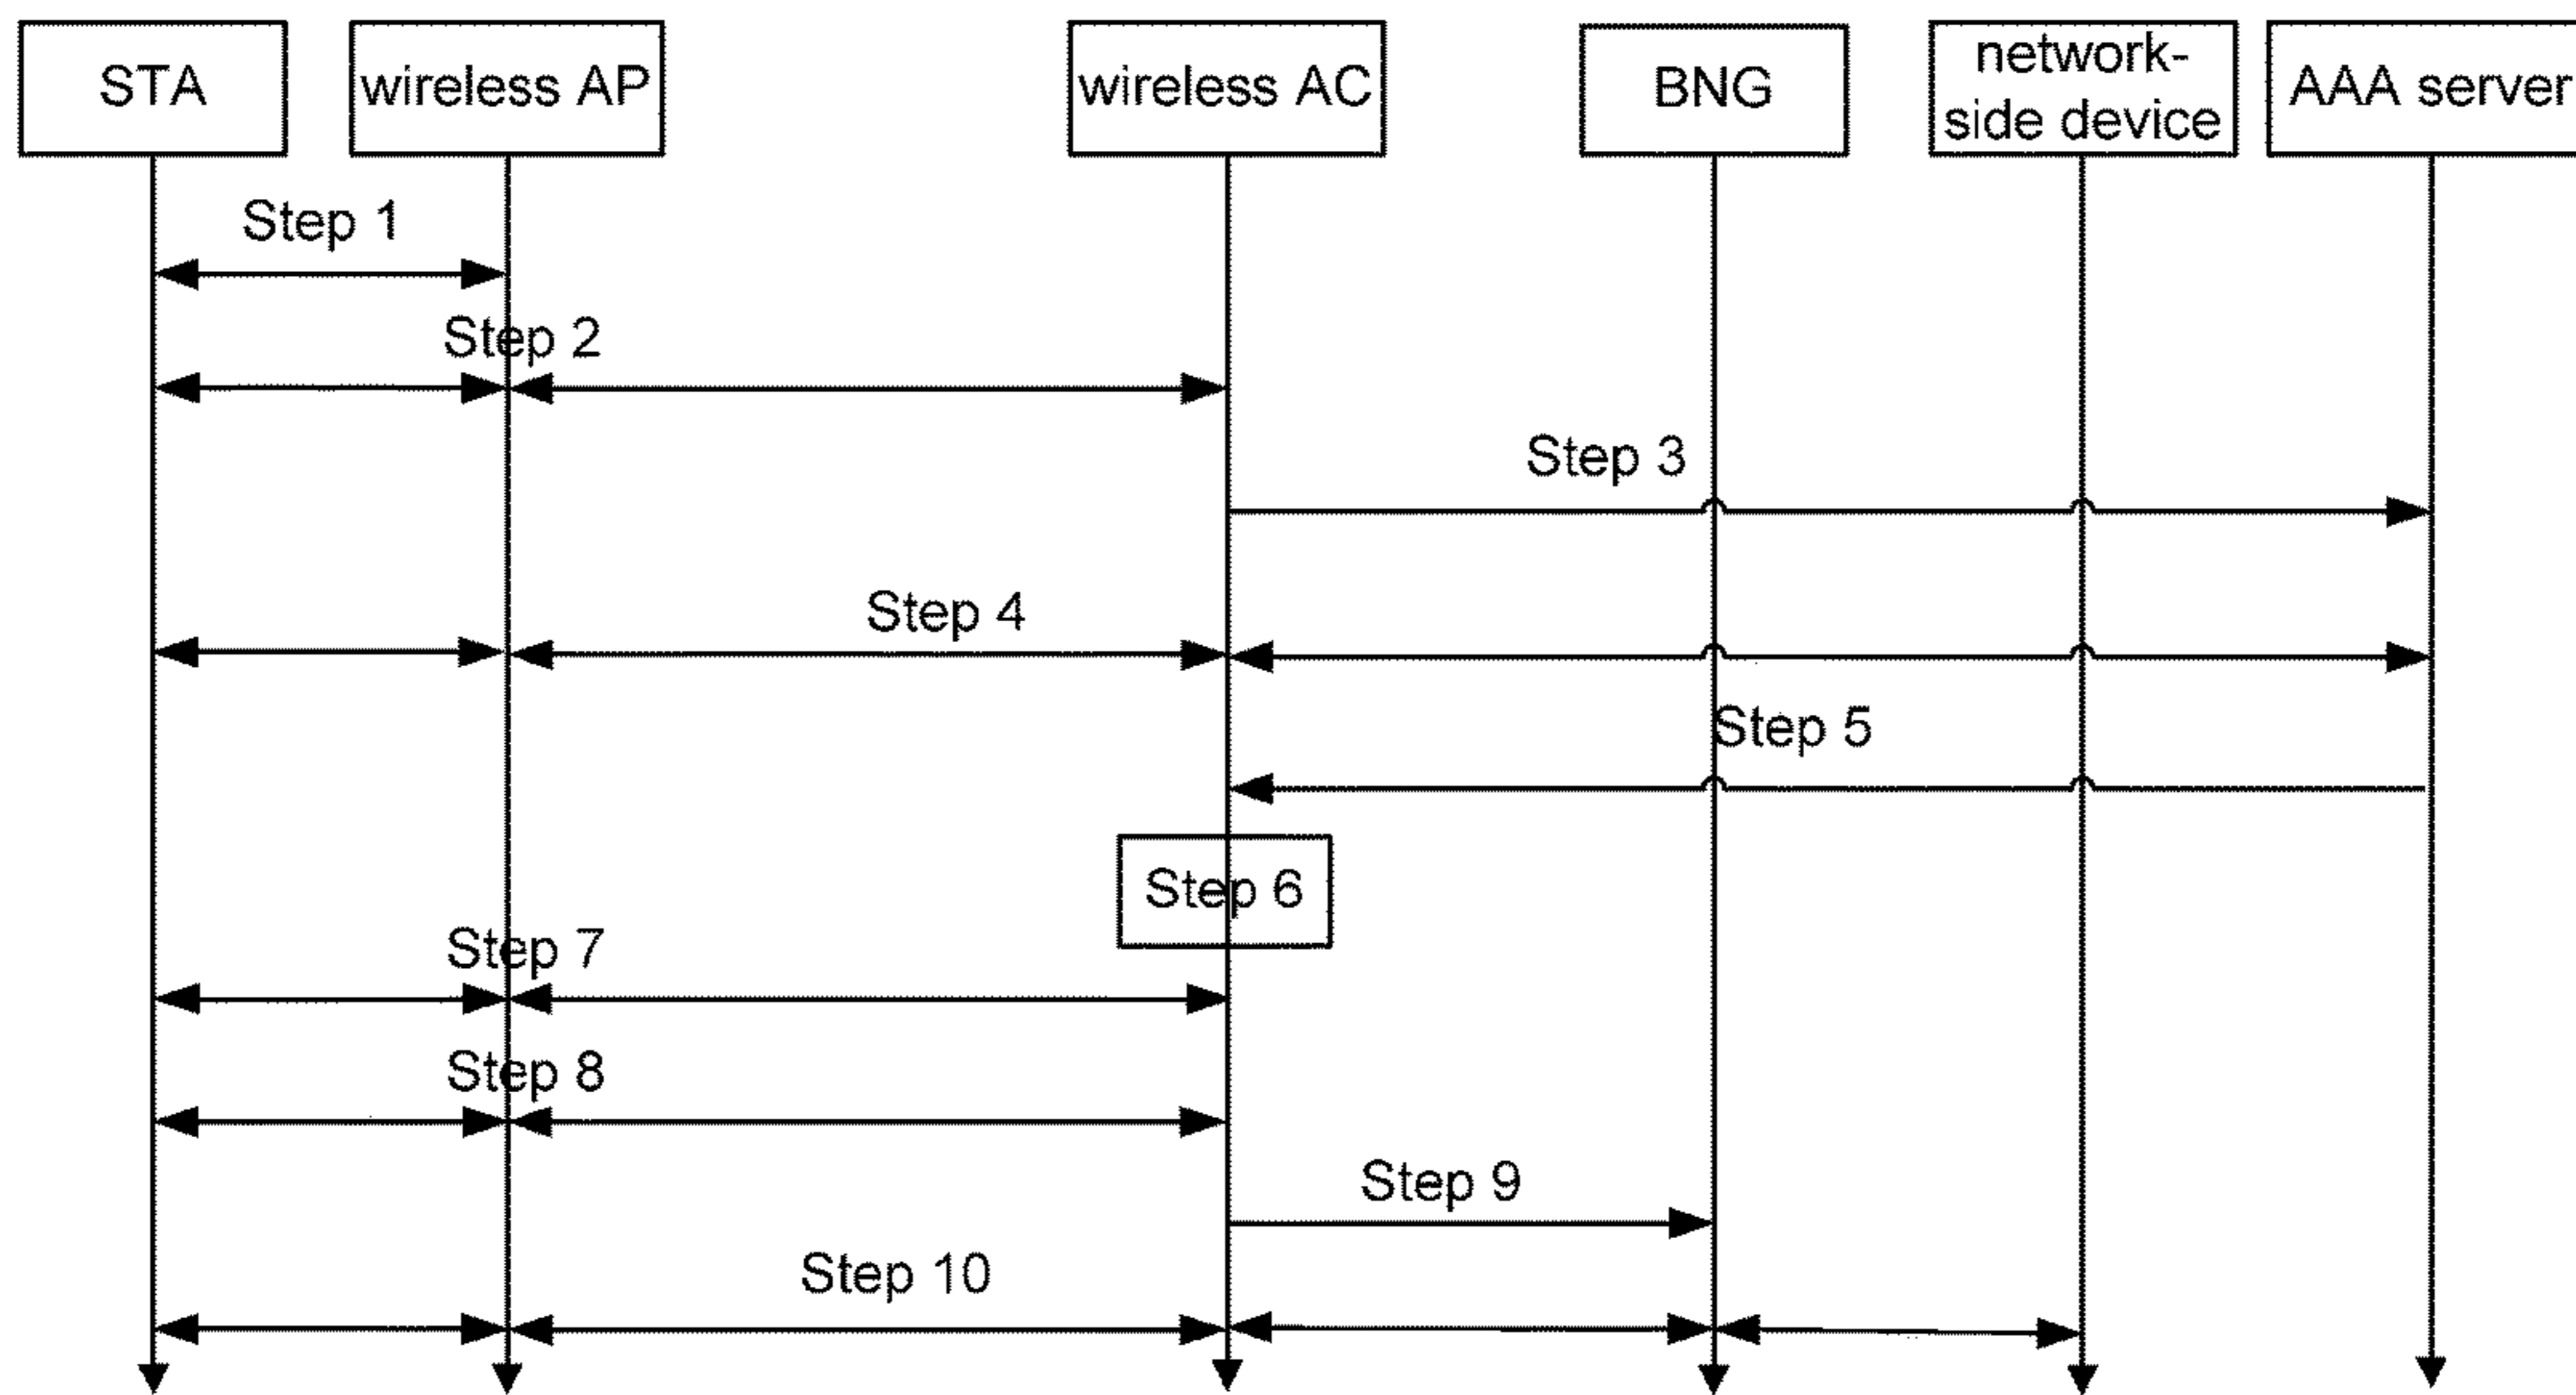 STA
wireless AP
wireless AC
BNG
network-
side device
AAA server
Step 1
Step 2
Step 3
Step 4
Step 5
Step 6
Step 7
Step 8
Step 9
Step 10